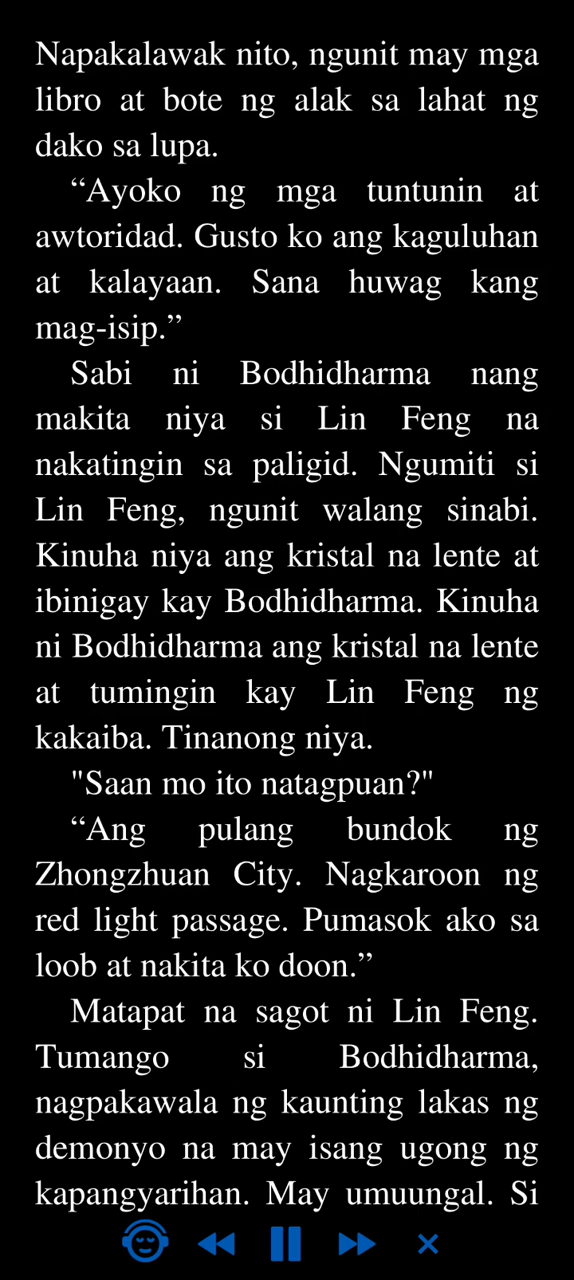 Napakalawak nito, ngunit may mga
libro at bote ng alak sa lahat ng
dako sa lupa.
“Ayoko ng mga tuntunin at
awtoridad. Gusto ko ang kaguluhan
at kalayaan. Sana huwag kang
mag-isip.”
Sabi ni Bodhidharma nang
makita niya si Lin Feng na
nakatingin sa paligid. Ngumiti si
Lin Feng, ngunit walang sinabi.
Kinuha niya ang kristal na lente at
ibinigay kay Bodhidharma. Kinuha
ni Bodhidharma ang kristal na lente
at tumingin kay Lin Feng ng
kakaiba. Tinanong niya.
"Saan mo ito natagpuan?"
“Ang pulang bundok ng
Zhongzhuan City. Nagkaroon ng
red light passage. Pumasok ako sa
loob at nakita ko doon.”
Matapat na sagot ni Lin Feng.
Tumango si Bodhidharma,
nagpakawala ng kaunting lakas ng
demonyo na may isang ugong ng
kapangyarihan. May umuungal. Si